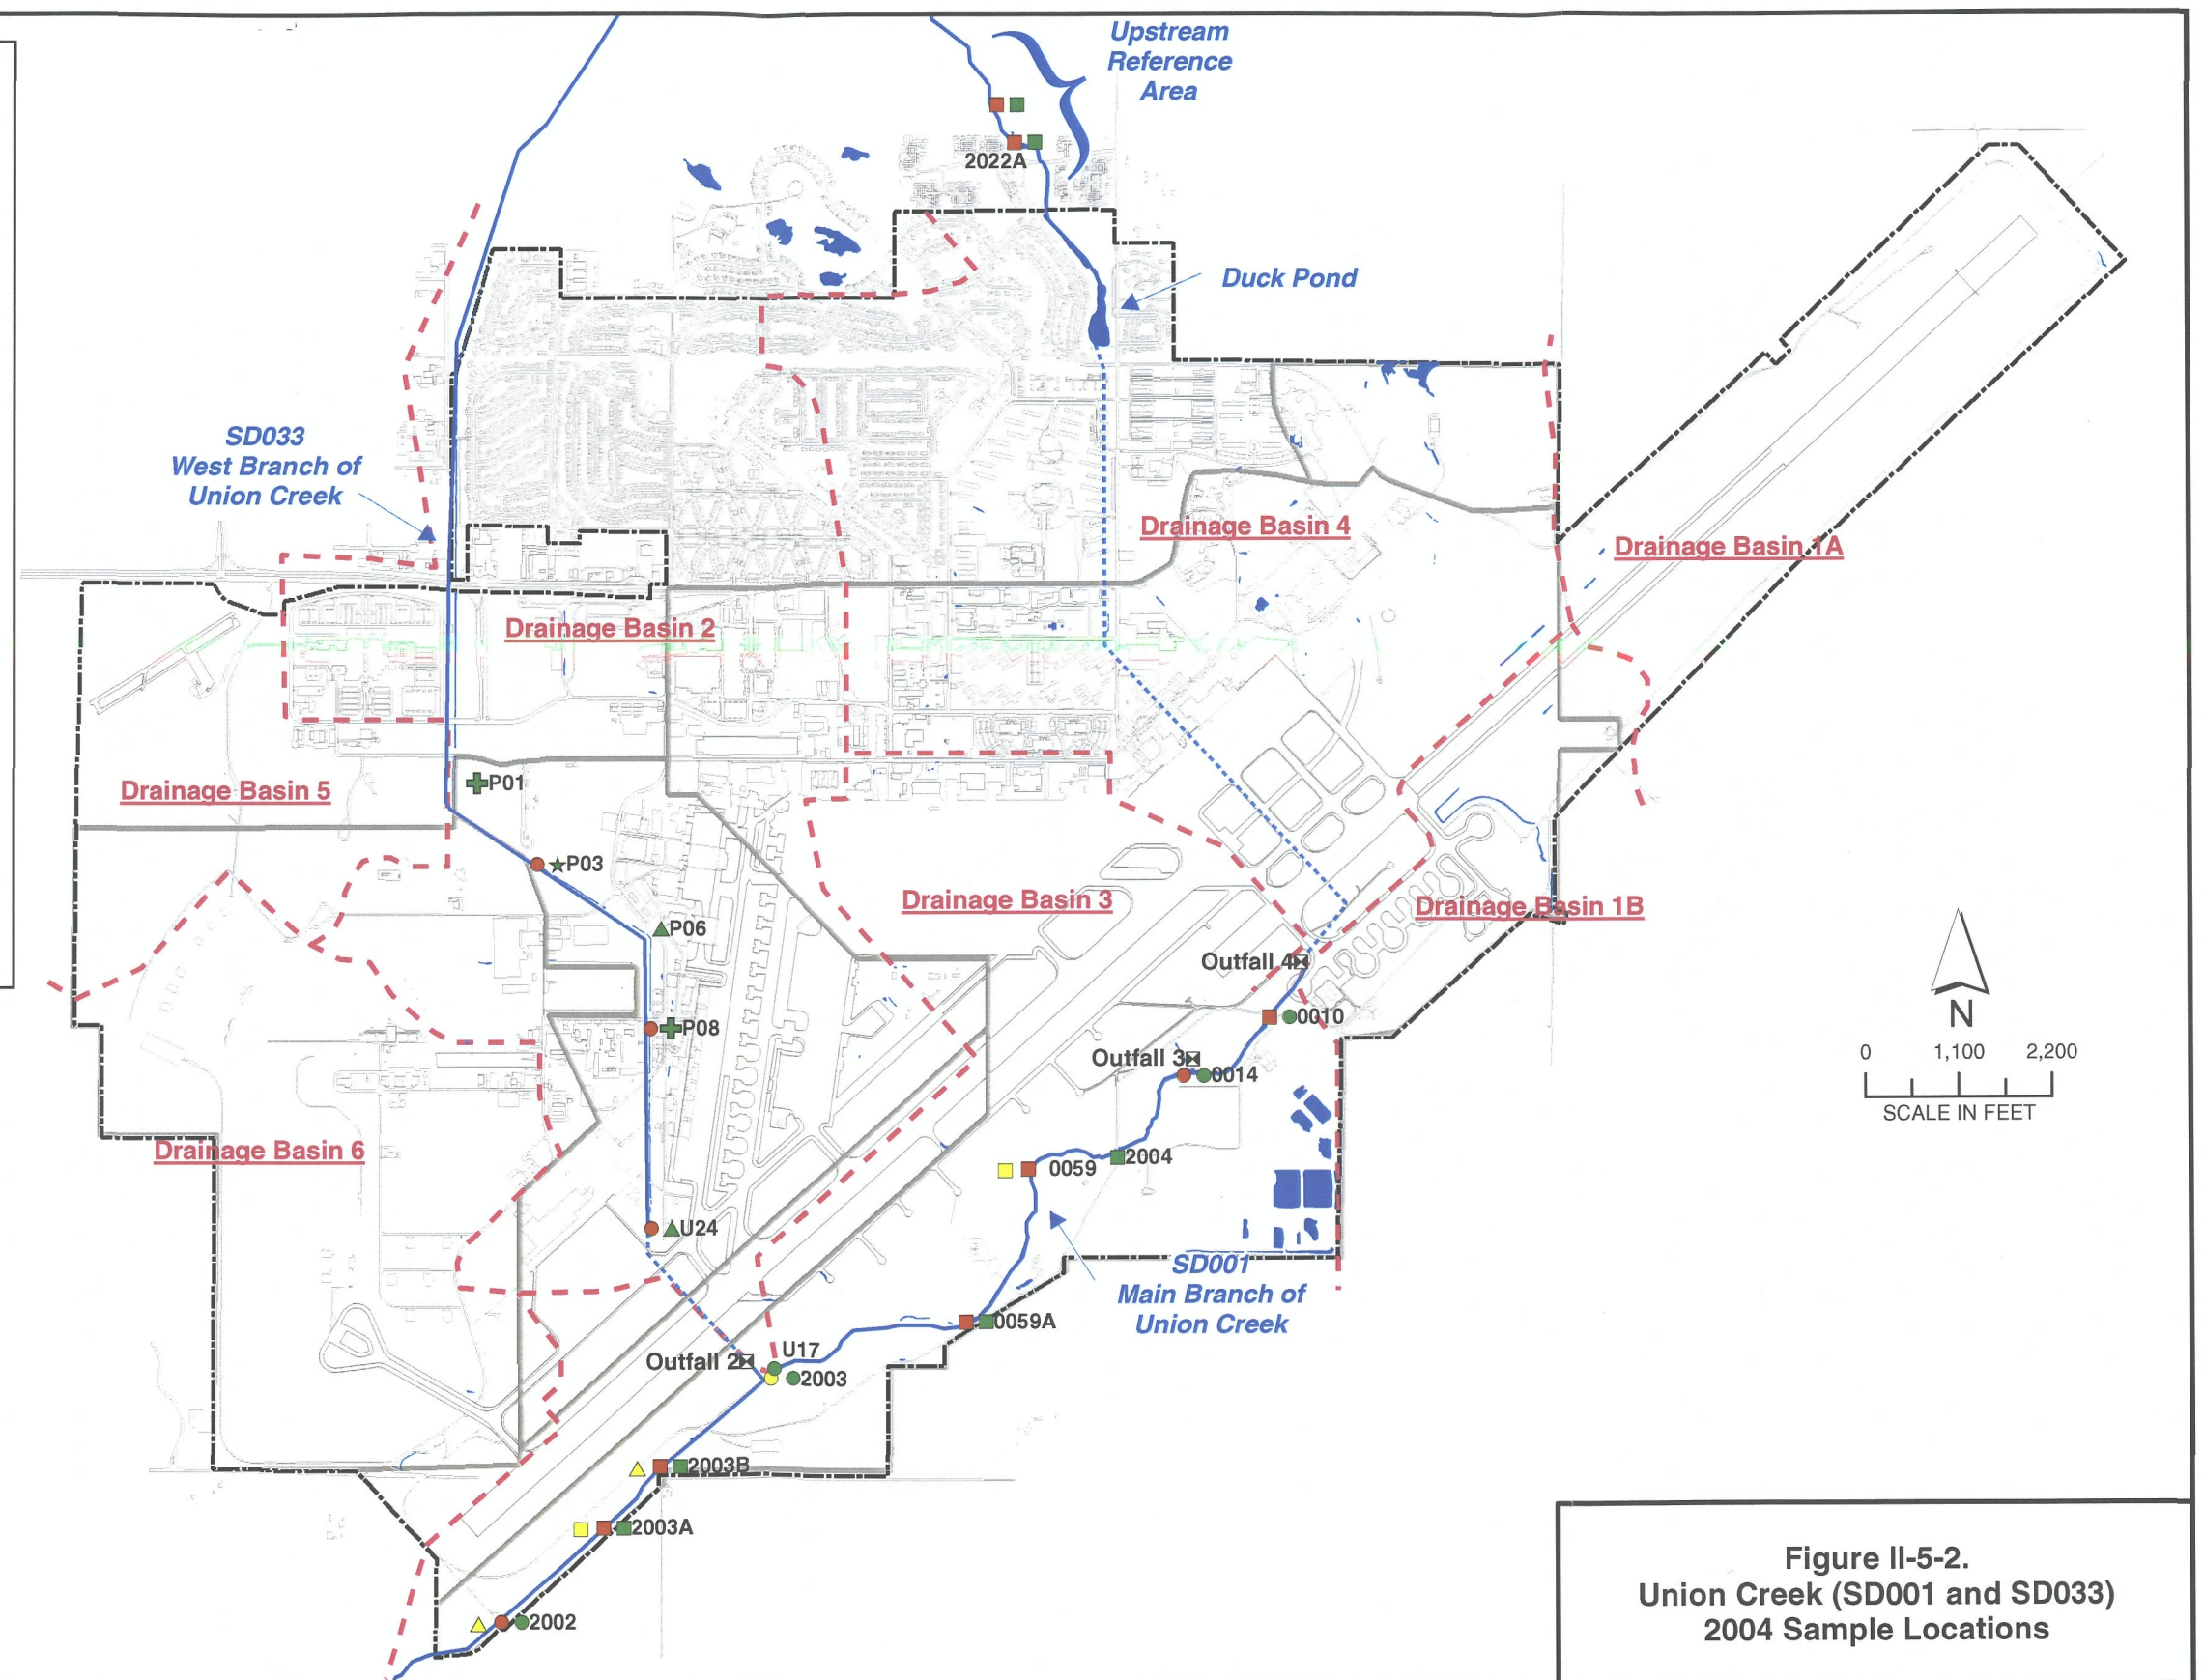 Upstream
Reference
Area
2022A
Duck Pond
SD033
West Branch of
Union Creek
Drainage Basin 4
Drainage Basin 1A
Drainage Basin 2
P01
Drainage Basin 5
P03
Drainage Basin 3
Drainage Basin 1B
P06
Outfall 4
0010
P08
N
Outfall 3
0014
0 1,100 2,200
SCALE IN FEET
Drainage Basin 6
2004
0059
U24
SD001
Main Branch of
Union Creek
0059A
U17
Outfall 2
2003
2003B
2003A
2002
Figure II-5-2.
Union Creek (SD001 and SD033)
2004 Sample Locations